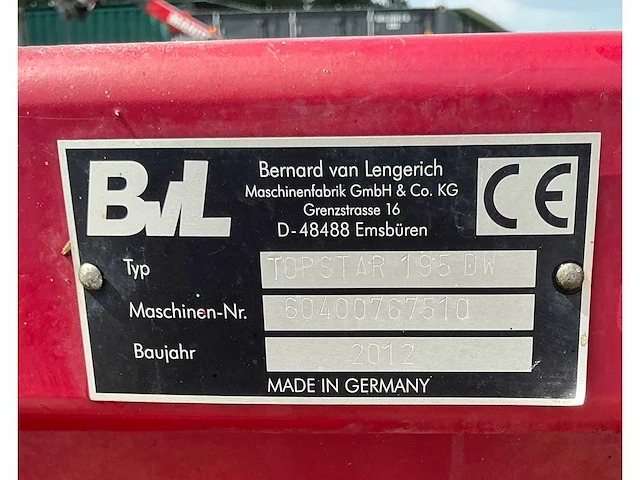 BvL
Bernard van Lengerich
Maschinenfabrik GmbH & Co. KG
Grenzstrasse 16
D-48488 Emsbüren
CE
Typ TOPSTAR 195 DW
Maschinen-Nr. 60400767510
Baujahr 2012
MADE IN GERMANY